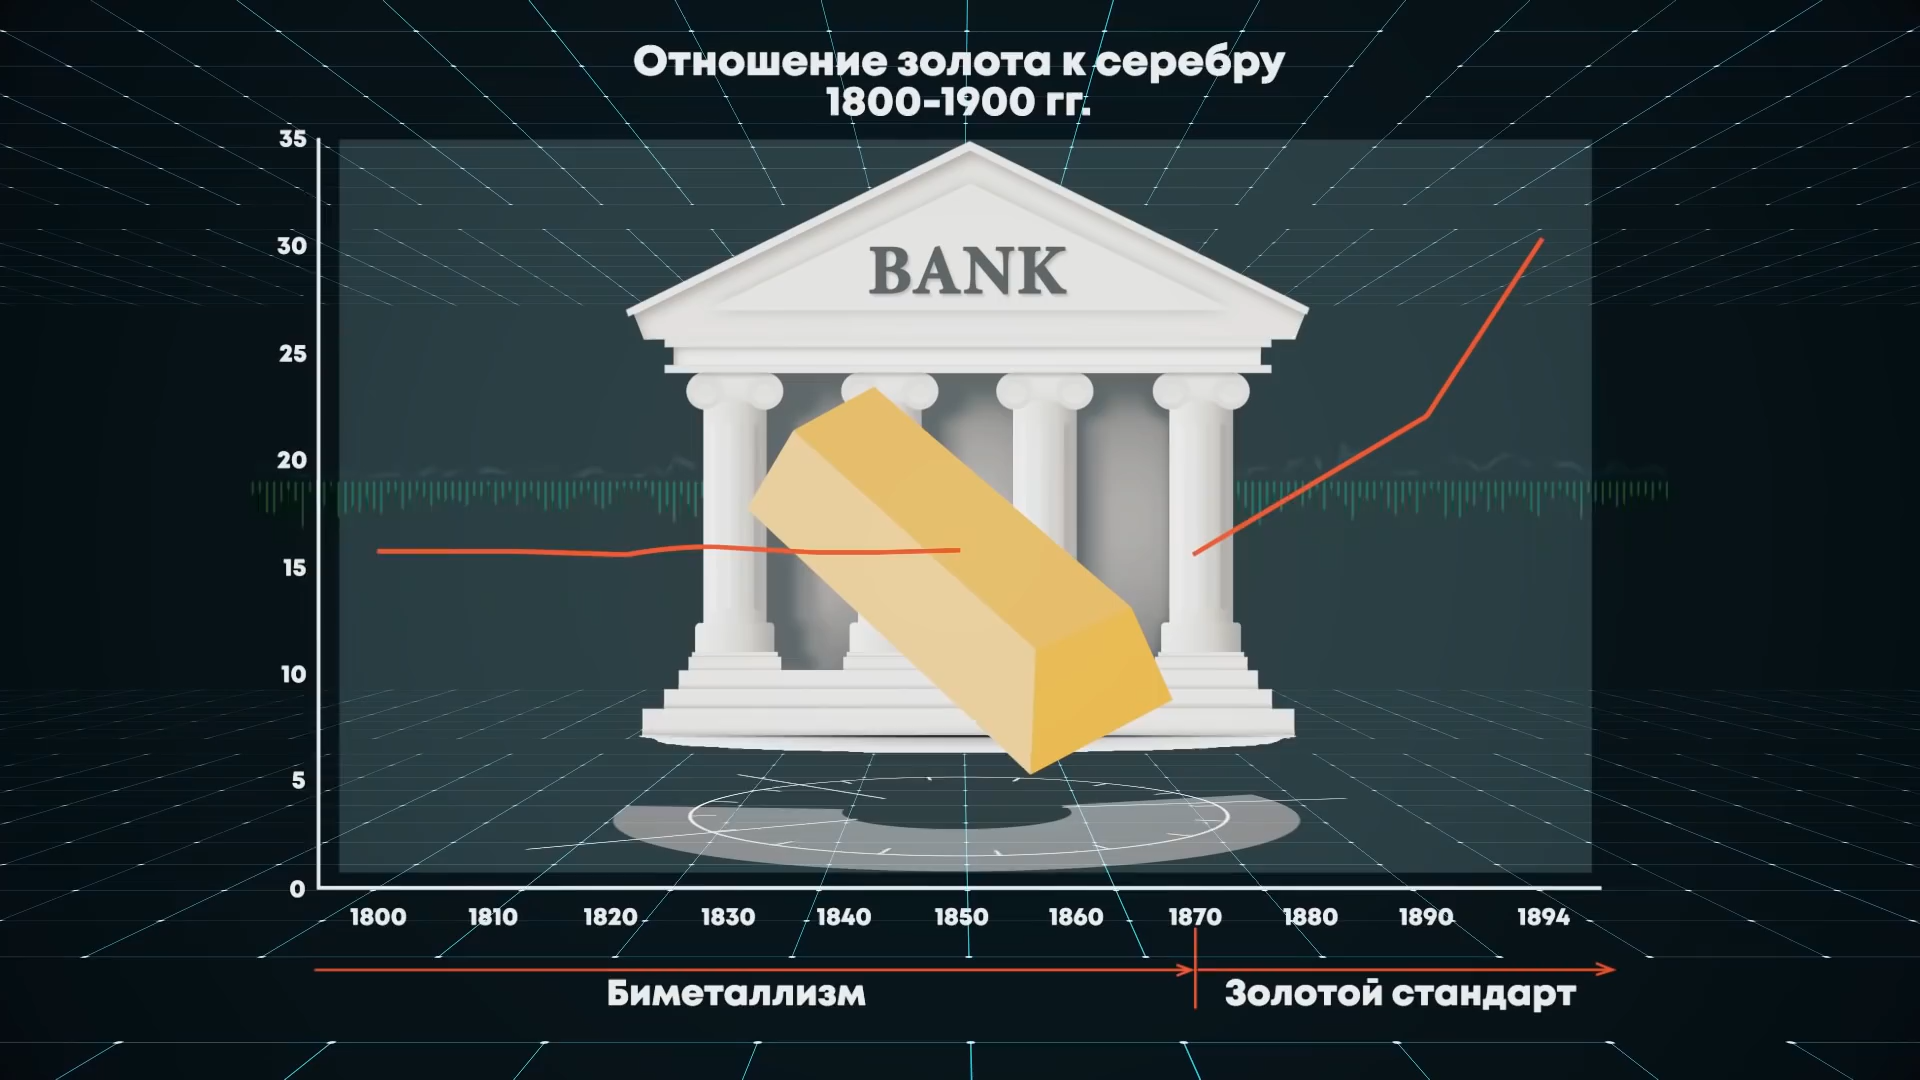 Отношение золота к серебру
1800-1900 гг.
35
30
25
20
15
10
5
0
BANK
1800 1810 1820 1830 1840 1850 1860 1870 1880 1890 1894
Биметаллизм
Золотой стандарт